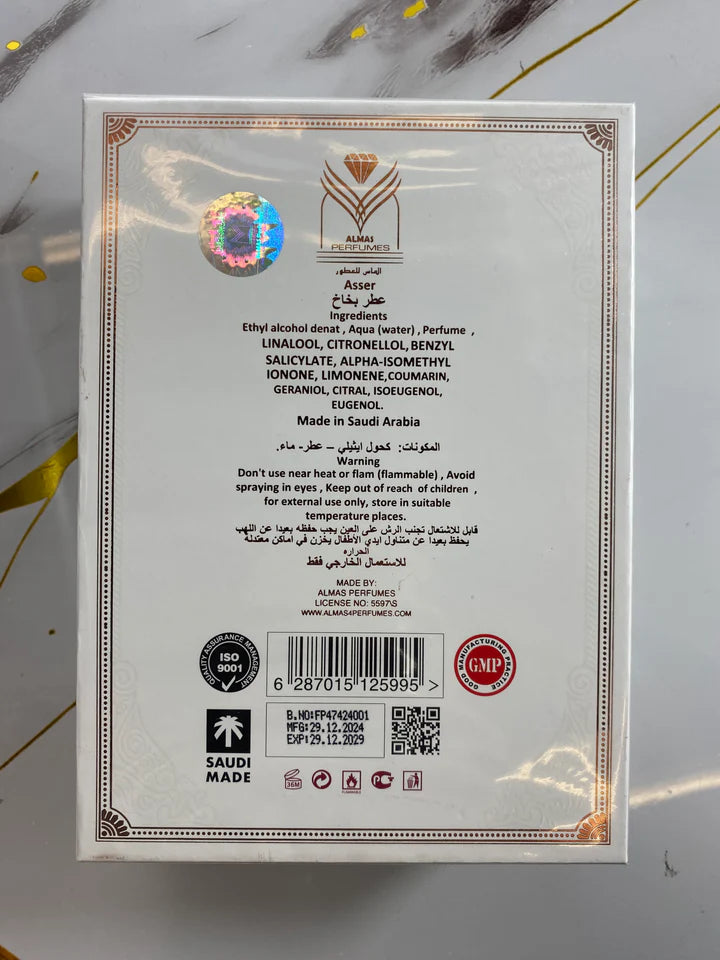 ALMAS
PERFUMES
الماس للعطور
Asser
عطر بخاخ
Ingredients
Ethyl alcohol denat , Aqua (water) , Perfume ,
LINALOOL, CITRONELLOL, BENZYL
SALICYLATE, ALPHA-ISOMETHYL
IONONE, LIMONENE,COUMARIN,
GERANIOL, CITRAL, ISOEUGENOL,
EUGENOL.
Made in Saudi Arabia
المكونات: كحول ايثيلي – عطر- ماء.
Warning
Don't use near heat or flam (flammable) , Avoid
spraying in eyes , Keep out of reach of children ,
for external use only, store in suitable
temperature places.
قابل للاشتعال تجنب الرش على العين يجب حفظه بعيدا عن اللهب
يحفظ بعيدا عن متناول ايدي الأطفال يخزن في أماكن معتدلة
الحراره
للاستعمال الخارجي فقط
MADE BY:
ALMAS PERFUMES
LICENSE NO: 5597\S
WWW.ALMAS4PERFUMES.COM
QUALITY ASSURANCE MANAGEMENT
ISO
9001
6 287015 125995 >
GOOD MANUFACTURING PRACTICE
GMP
SAUDI
MADE
B.NO:FP47424001
MFG:29.12.2024
EXP:29.12.2029
36M
FLAMMABLE